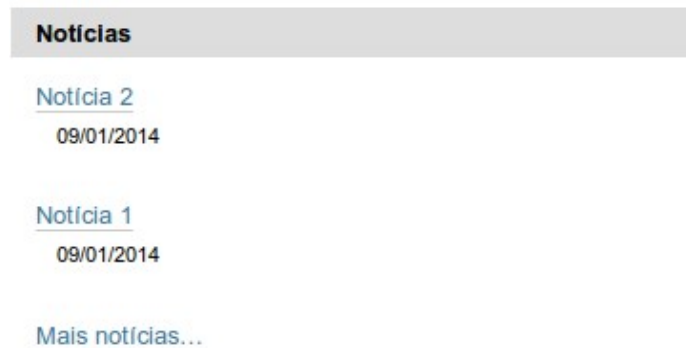 Notícias
Notícia 2
09/01/2014
Notícia 1
09/01/2014
Mais notícias...